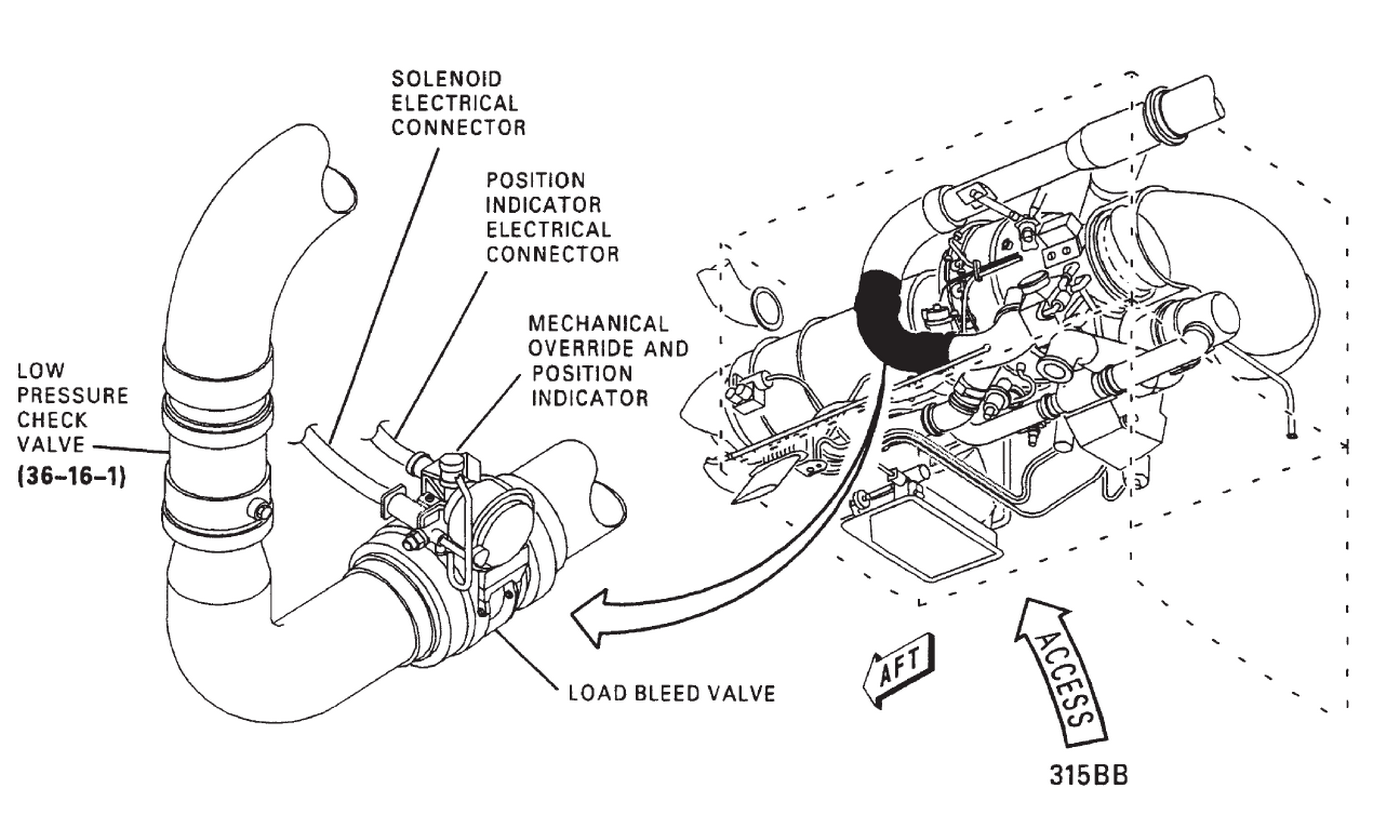 SOLENOID
ELECTRICAL
CONNECTOR
POSITION
INDICATOR
ELECTRICAL
CONNECTOR
MECHANICAL
OVERRIDE AND
POSITION
INDICATOR
LOW
PRESSURE
CHECK
VALVE
(36-16-1)
LOAD BLEED VALVE
AFT
ACCESS
315BB